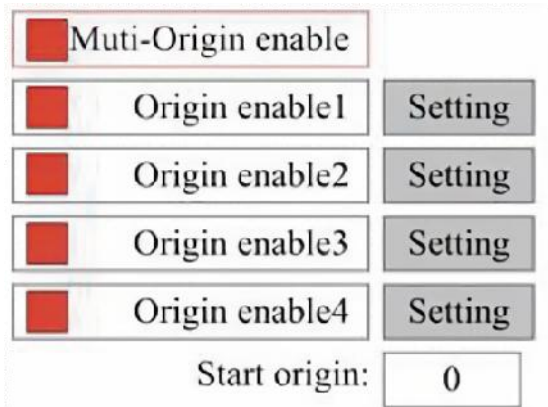 Muti-Origin enable
Origin enable1 Setting
Origin enable2 Setting
Origin enable3 Setting
Origin enable4 Setting
Start origin: 0